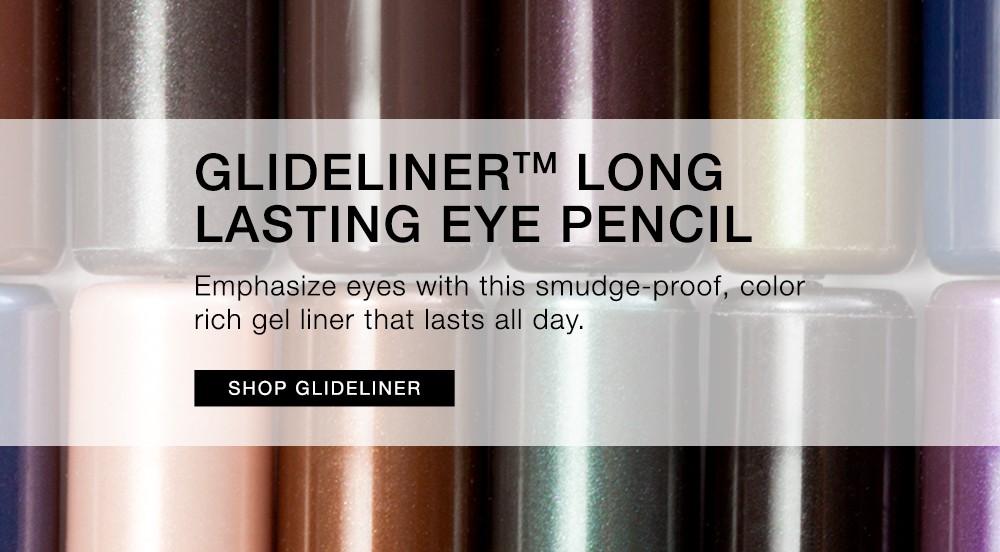 GLIDELINER™ LONG
LASTING EYE PENCIL
Emphasize eyes with this smudge-proof, color
rich gel liner that lasts all day.
SHOP GLIDELINER